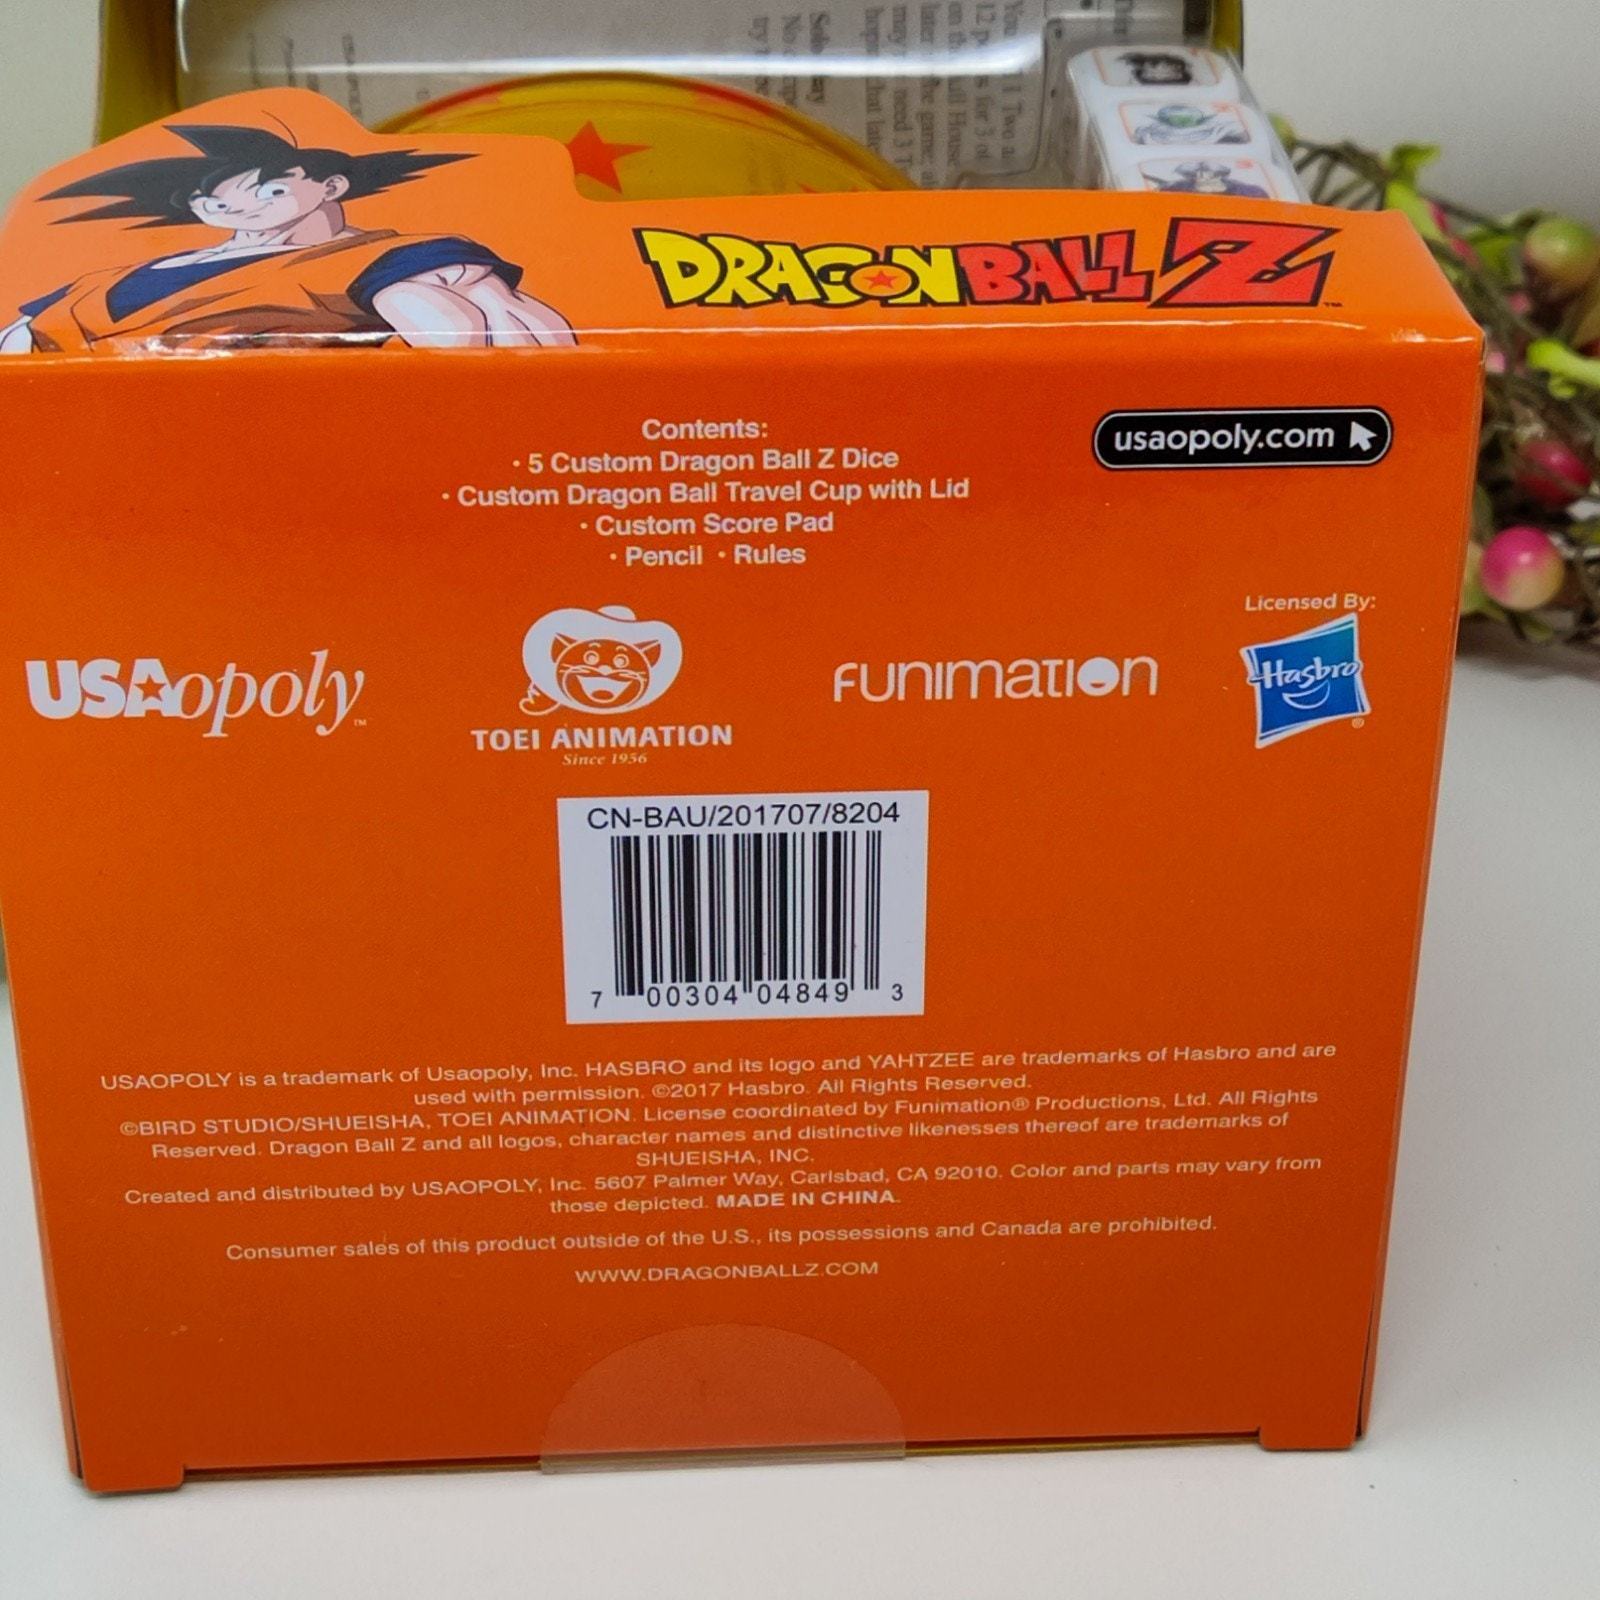 DRAGONBALL Z™
Contents:
• 5 Custom Dragon Ball Z Dice
• Custom Dragon Ball Travel Cup with Lid
• Custom Score Pad
• Pencil • Rules
usaopoly.com
USAopoly™
TOEI ANIMATION
Since 1956
FUNimation
Licensed By:
Hasbro
®
CN-BAU/201707/8204
7 00304 04849 3
USAOPOLY is a trademark of Usaopoly, Inc. HASBRO and its logo and YAHTZEE are trademarks of Hasbro and are
used with permission. ©2017 Hasbro. All Rights Reserved.
©BIRD STUDIO/SHUEISHA, TOEI ANIMATION. License coordinated by Funimation® Productions, Ltd. All Rights
Reserved. Dragon Ball Z and all logos, character names and distinctive likenesses thereof are trademarks of
SHUEISHA, INC.
Created and distributed by USAOPOLY, Inc. 5607 Palmer Way, Carlsbad, CA 92010. Color and parts may vary from
those depicted. MADE IN CHINA.
Consumer sales of this product outside of the U.S., its possessions and Canada are prohibited.
WWW.DRAGONBALLZ.COM